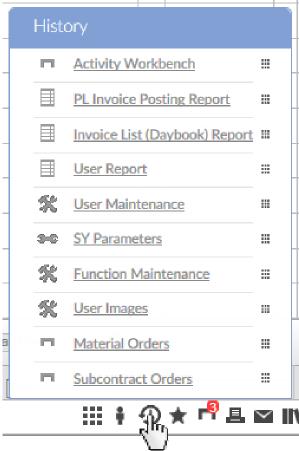 History
Activity Workbench
PL Invoice Posting Report
Invoice List (Daybook) Report
User Report
User Maintenance
SY Parameters
Function Maintenance
User Images
Material Orders
Subcontract Orders
3